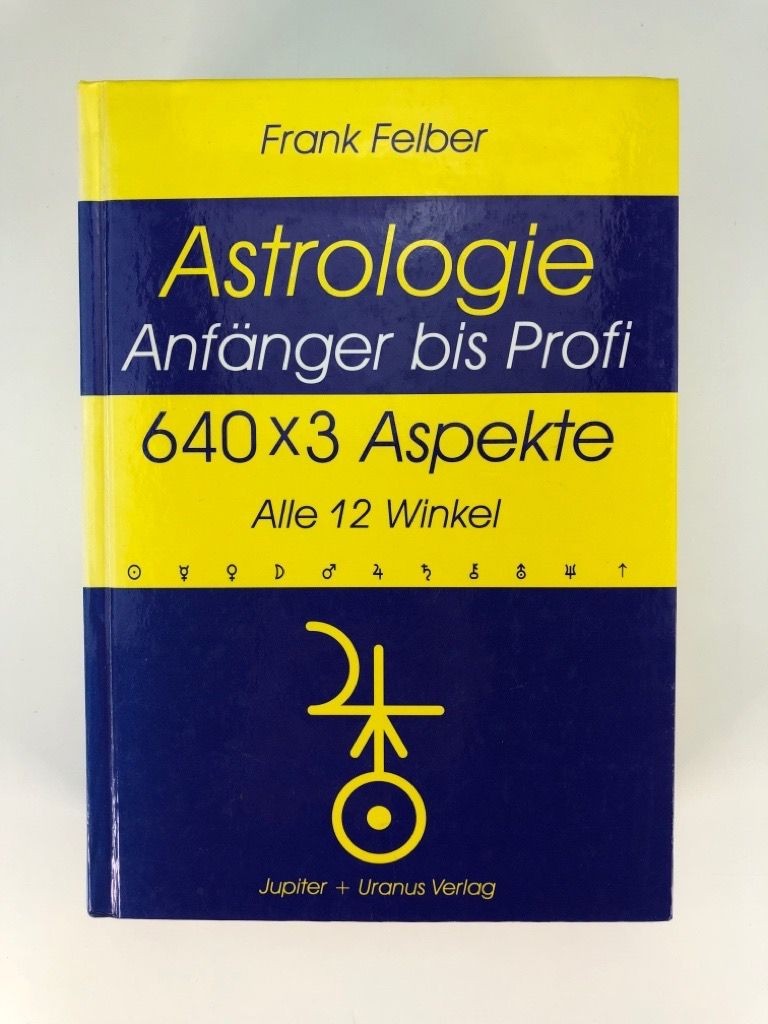 Frank Felber
Astrologie
Anfänger bis Profi
640x3 Aspekte
Alle 12 Winkel
☉ ☿ ♀ ☽ ♂ ♃ ♄ ⚷ ⛢ ♆ ↑
Jupiter + Uranus Verlag